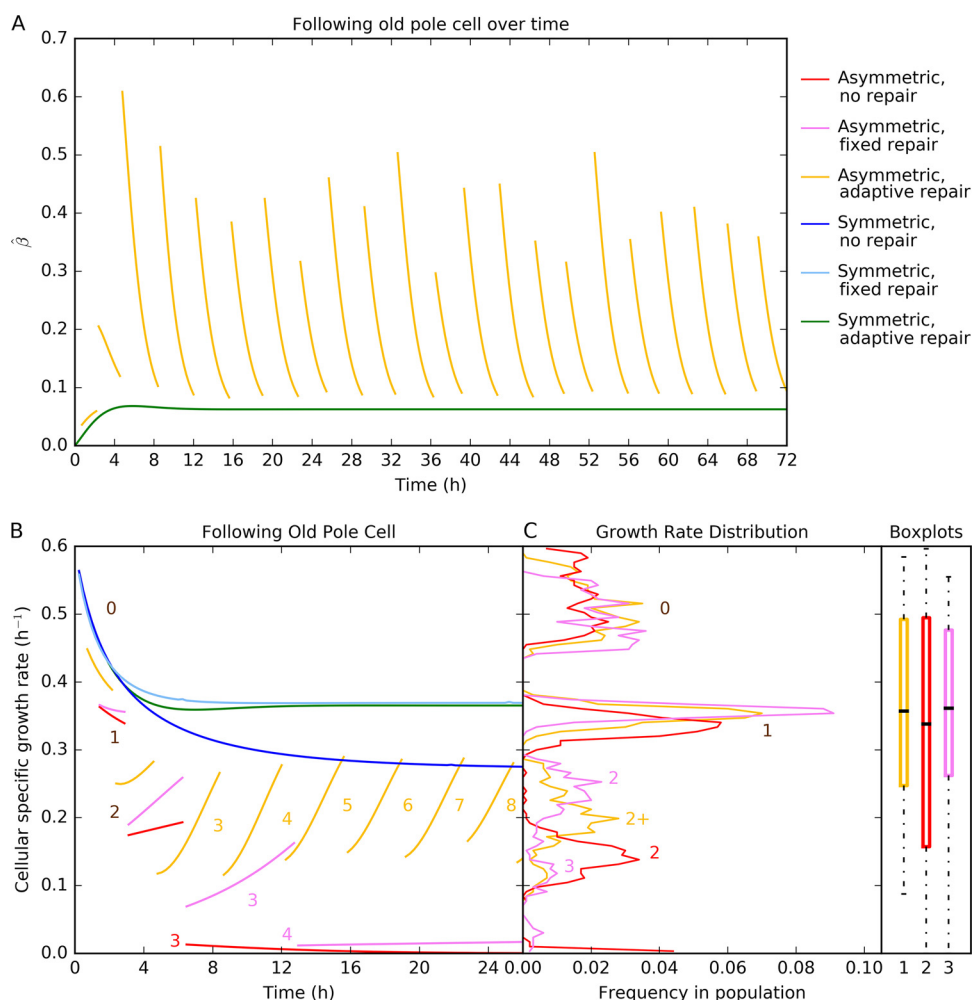 A
Following old pole cell over time
0.7
0.6
0.5
0.4
0.3
0.2
0.1
0.0
β̂
0 4 8 12 16 20 24 28 32 36 40 44 48 52 56 60 64 68 72
Time (h)
Asymmetric,
no repair
Asymmetric,
fixed repair
Asymmetric,
adaptive repair
Symmetric,
no repair
Symmetric,
fixed repair
Symmetric,
adaptive repair
B Following Old Pole Cell
0.6
0.5
0.4
0.3
0.2
0.1
0.0
Cellular specific growth rate (h⁻¹)
0
1
2
3 4 5 6 7 8
3
3 4
0 4 8 12 16 20 24
Time (h)
C Growth Rate Distribution
0
1
2
2+
2
3
0.00 0.02 0.04 0.06 0.08 0.10
Frequency in population
Boxplots
1 2 3